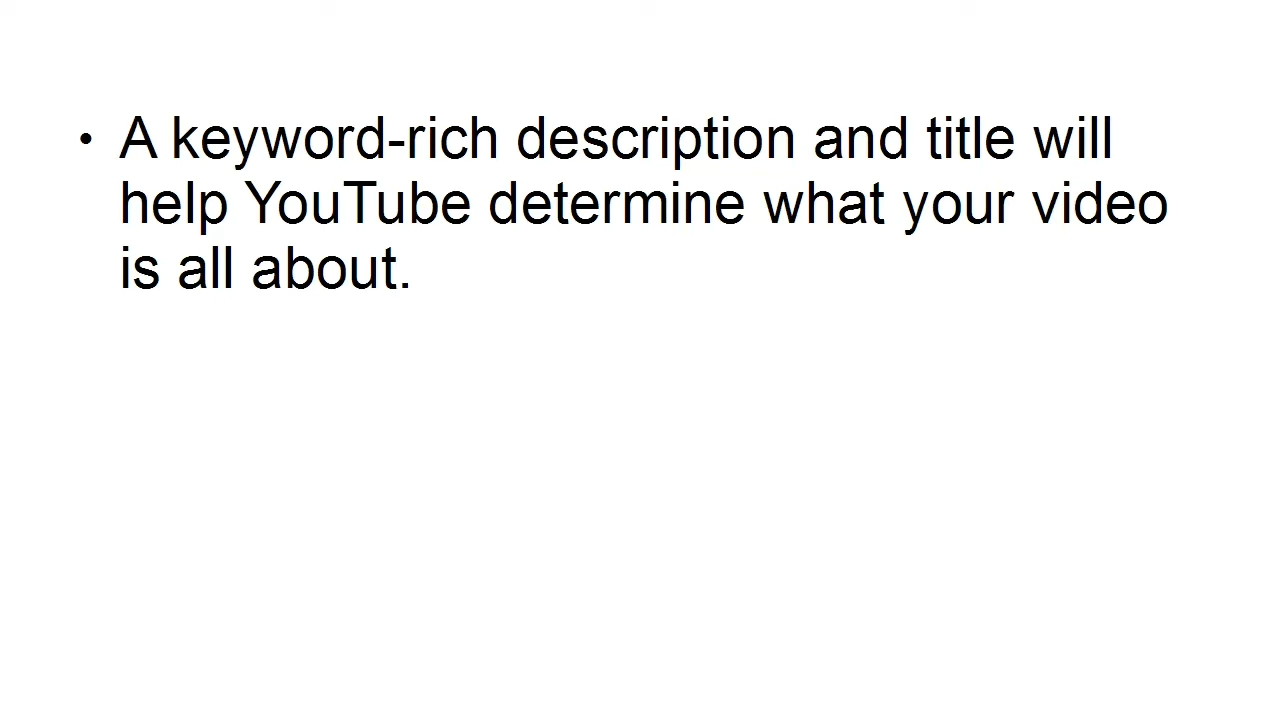 • A keyword-rich description and title will
help YouTube determine what your video
is all about.